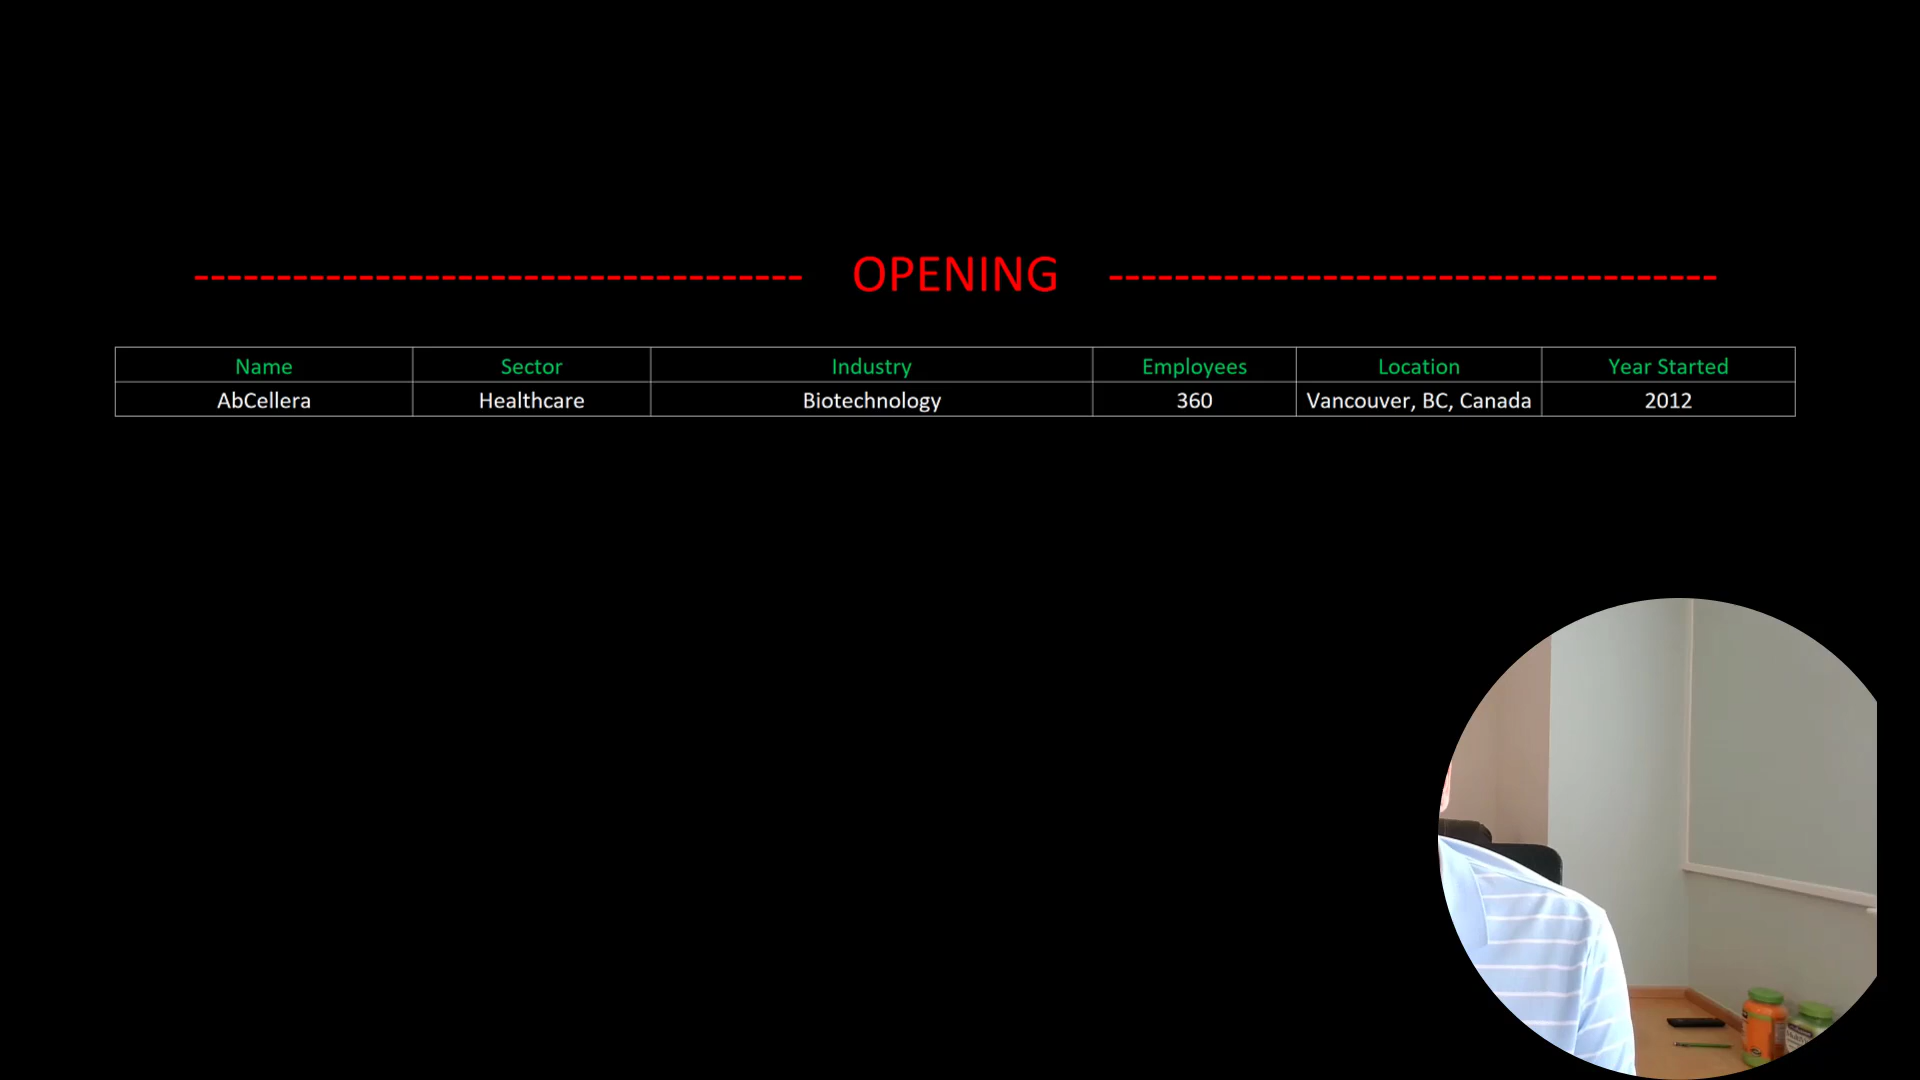 ---------------------------------- OPENING ----------------------------------
Name Sector Industry Employees Location Year Started
AbCellera Healthcare Biotechnology 360 Vancouver, BC, Canada 2012